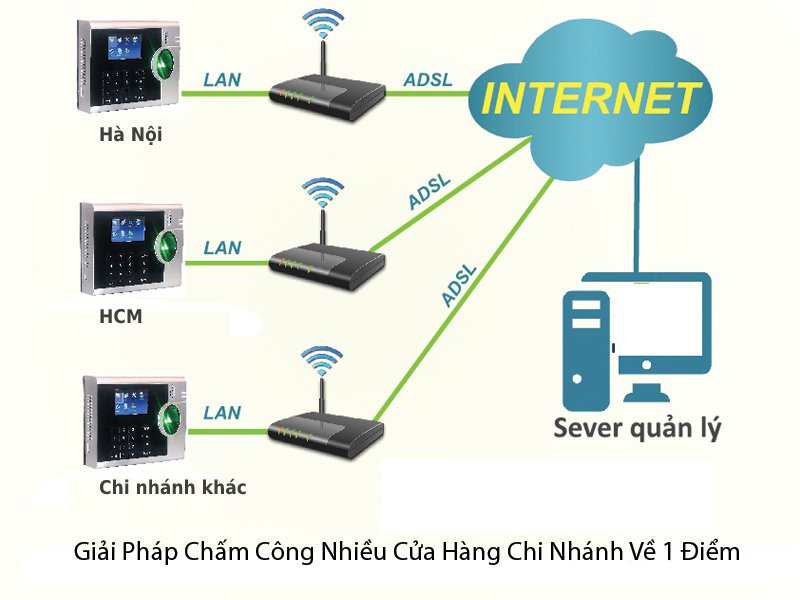 LAN
ADSL
INTERNET
Hà Nội
LAN
ADSL
HCM
LAN
ADSL
Chi nhánh khác
Sever quản lý
Giải Pháp Chấm Công Nhiều Cửa Hàng Chi Nhánh Về 1 Điểm